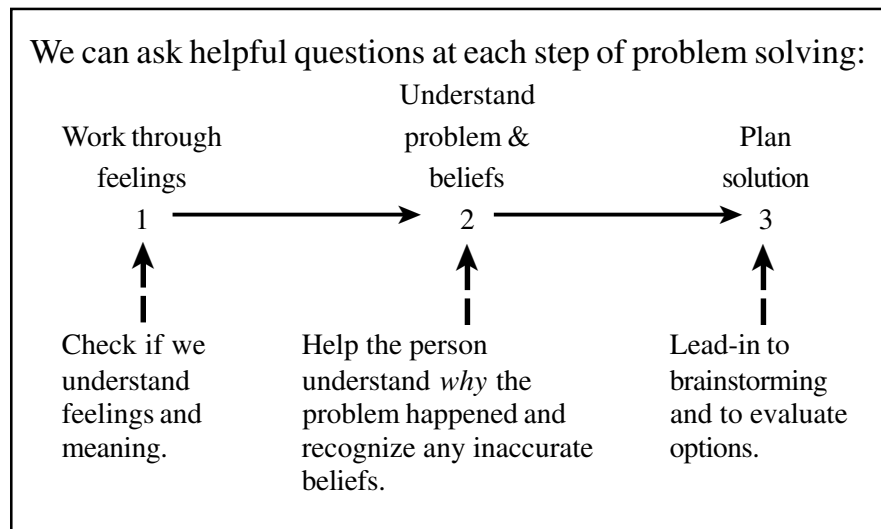 We can ask helpful questions at each step of problem solving:
Work through
feelings
1
Understand
problem &
beliefs
2
Plan
solution
3
Check if we
understand
feelings and
meaning.
Help the person
understand why the
problem happened and
recognize any inaccurate
beliefs.
Lead-in to
brainstorming
and to evaluate
options.